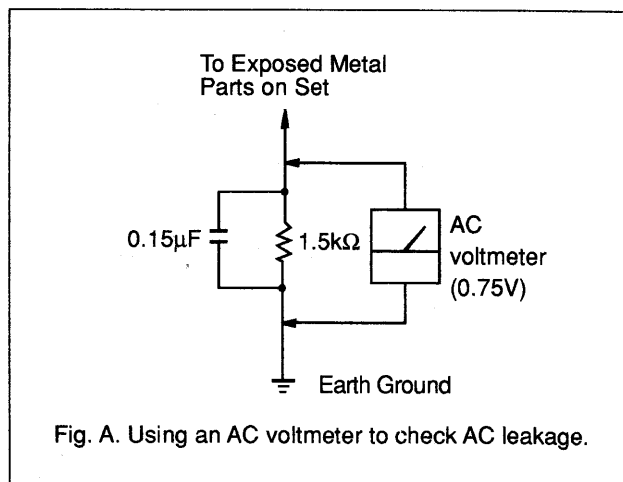 To Exposed Metal
Parts on Set
0.15μF
1.5kΩ
AC
voltmeter
(0.75V)
Earth Ground
Fig. A. Using an AC voltmeter to check AC leakage.